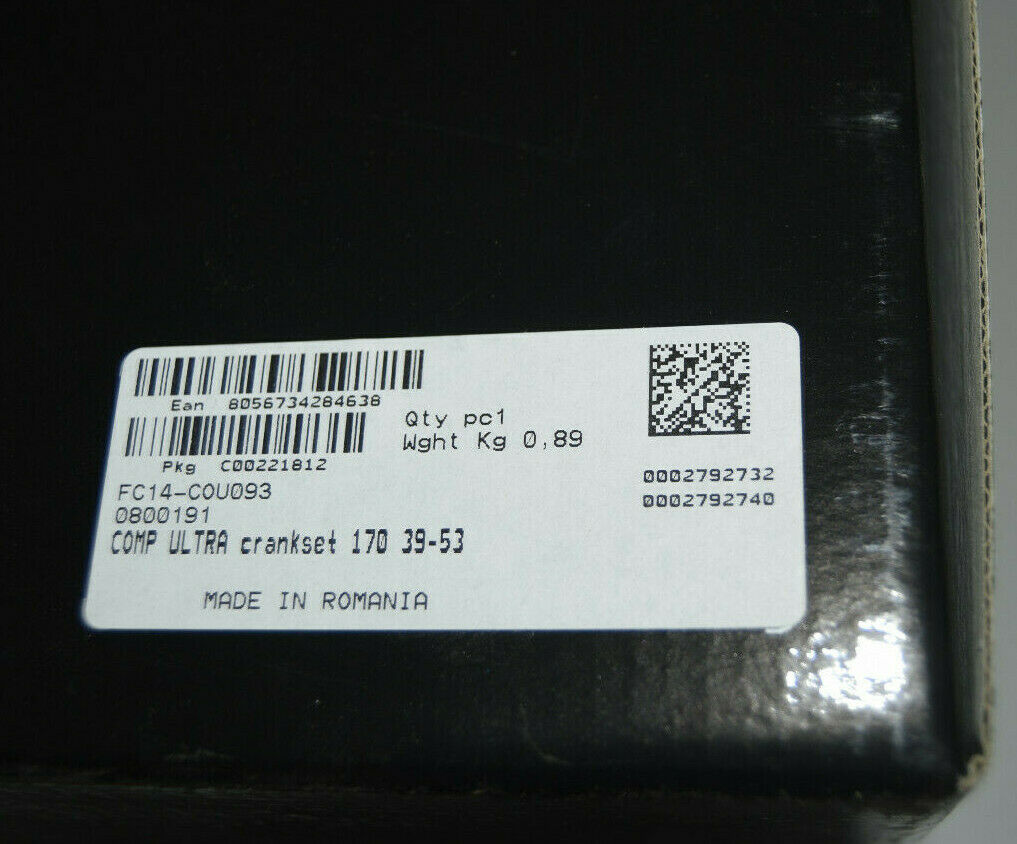 Ean 8056734284638
Qty pc1
Wght Kg 0,89
Pkg C00221812
0002792732
FC14-COU093
0002792740
0800191
COMP ULTRA crankset 170 39-53
MADE IN ROMANIA